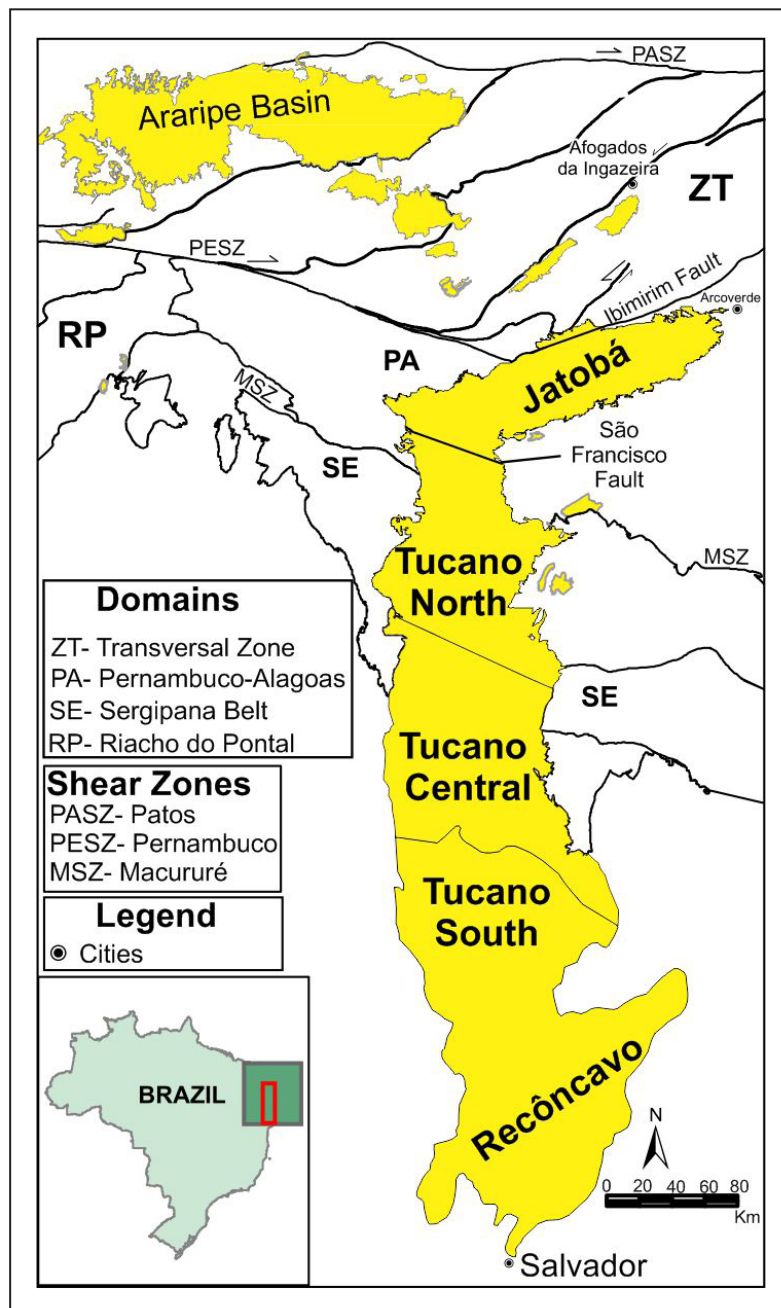 PASZ
Araripe Basin
Afogados
da Ingazeira
ZT
PESZ
Ibimirim Fault
Arcoverde
RP
PA
Jatobá
MSZ
São
Francisco
Fault
SE
Tucano
North
MSZ
Domains
ZT- Transversal Zone
PA- Pernambuco-Alagoas
SE- Sergipana Belt
RP- Riacho do Pontal
SE
Tucano
Central
Shear Zones
PASZ- Patos
PESZ- Pernambuco
MSZ- Macururé
Tucano
South
Legend
Cities
BRAZIL
Recôncavo
N
0 20 40 60 80
Km
Salvador